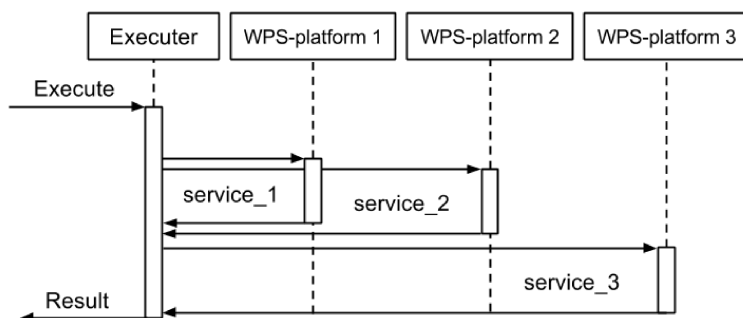 Executer
WPS-platform 1
WPS-platform 2
WPS-platform 3
Execute
service_1
service_2
service_3
Result